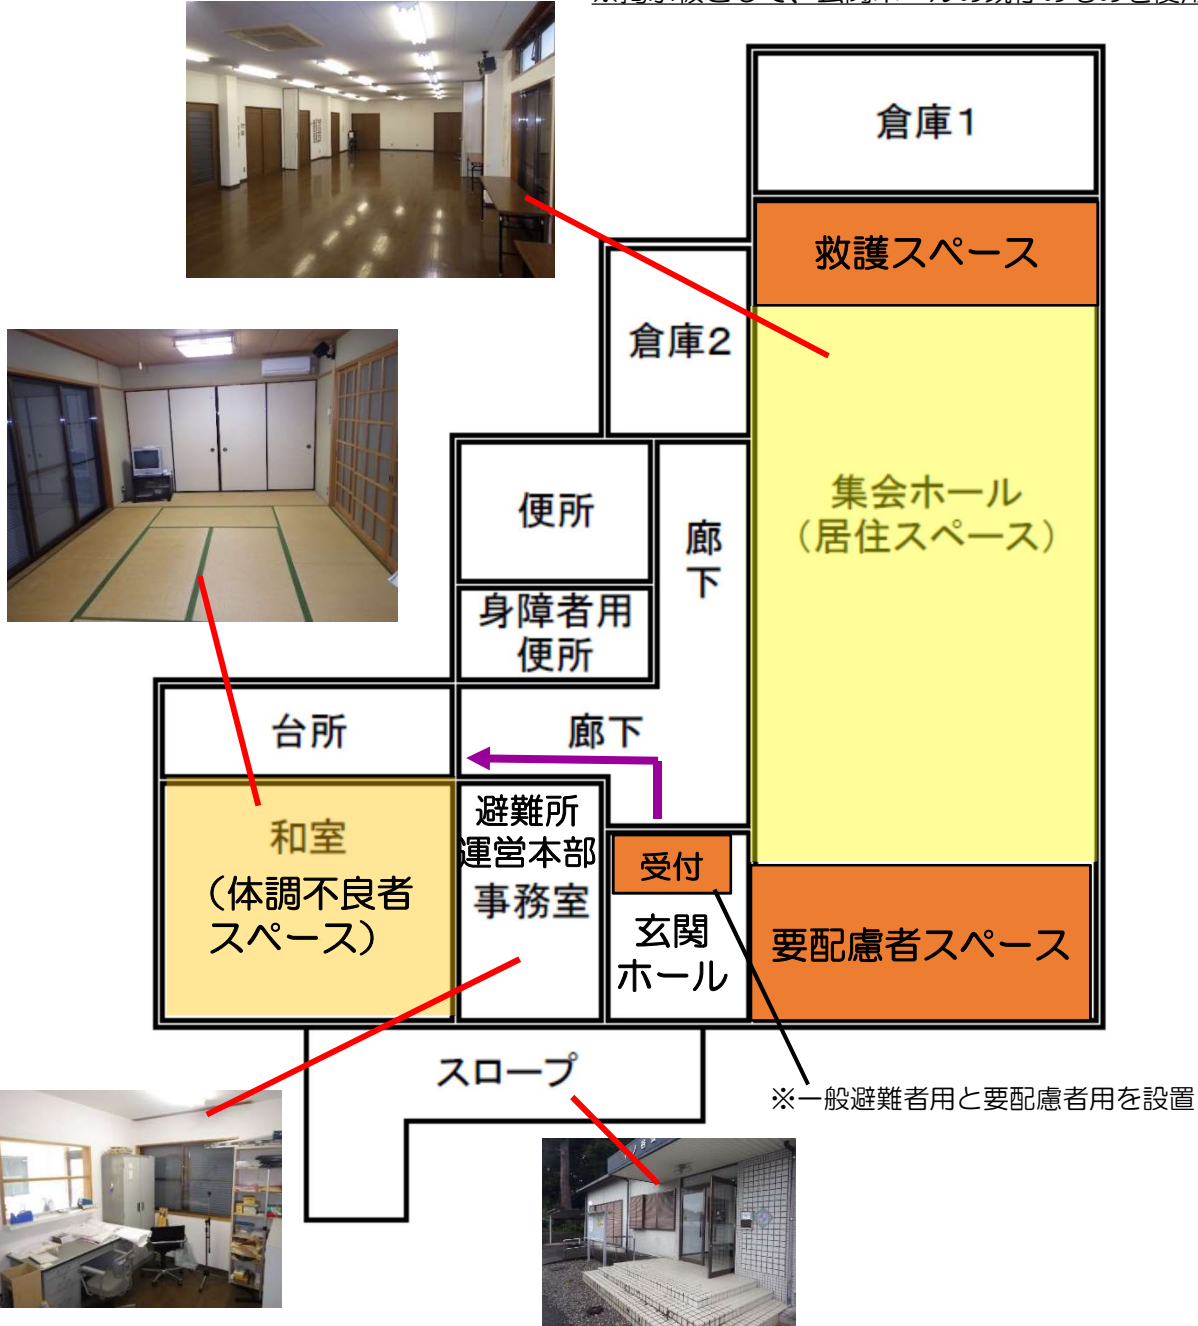 倉庫1
救護スペース
倉庫2
集会ホール
（居住スペース）
便所
廊
下
身障者用
便所
台所
廊下
和室
（体調不良者
スペース）
避難所
運営本部
事務室
受付
玄関
ホール
要配慮者スペース
スロープ
※一般避難者用と要配慮者用を設置